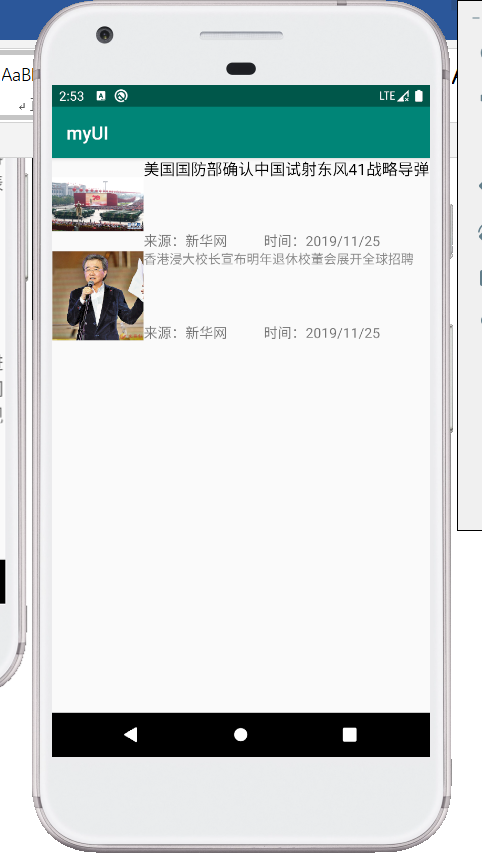 AaBl
2:53
LTE
myUI
美国国防部确认中国试射东风41战略导弹
来源：新华网 时间：2019/11/25
香港浸大校长宣布明年退休校董会展开全球招聘
来源：新华网 时间：2019/11/25